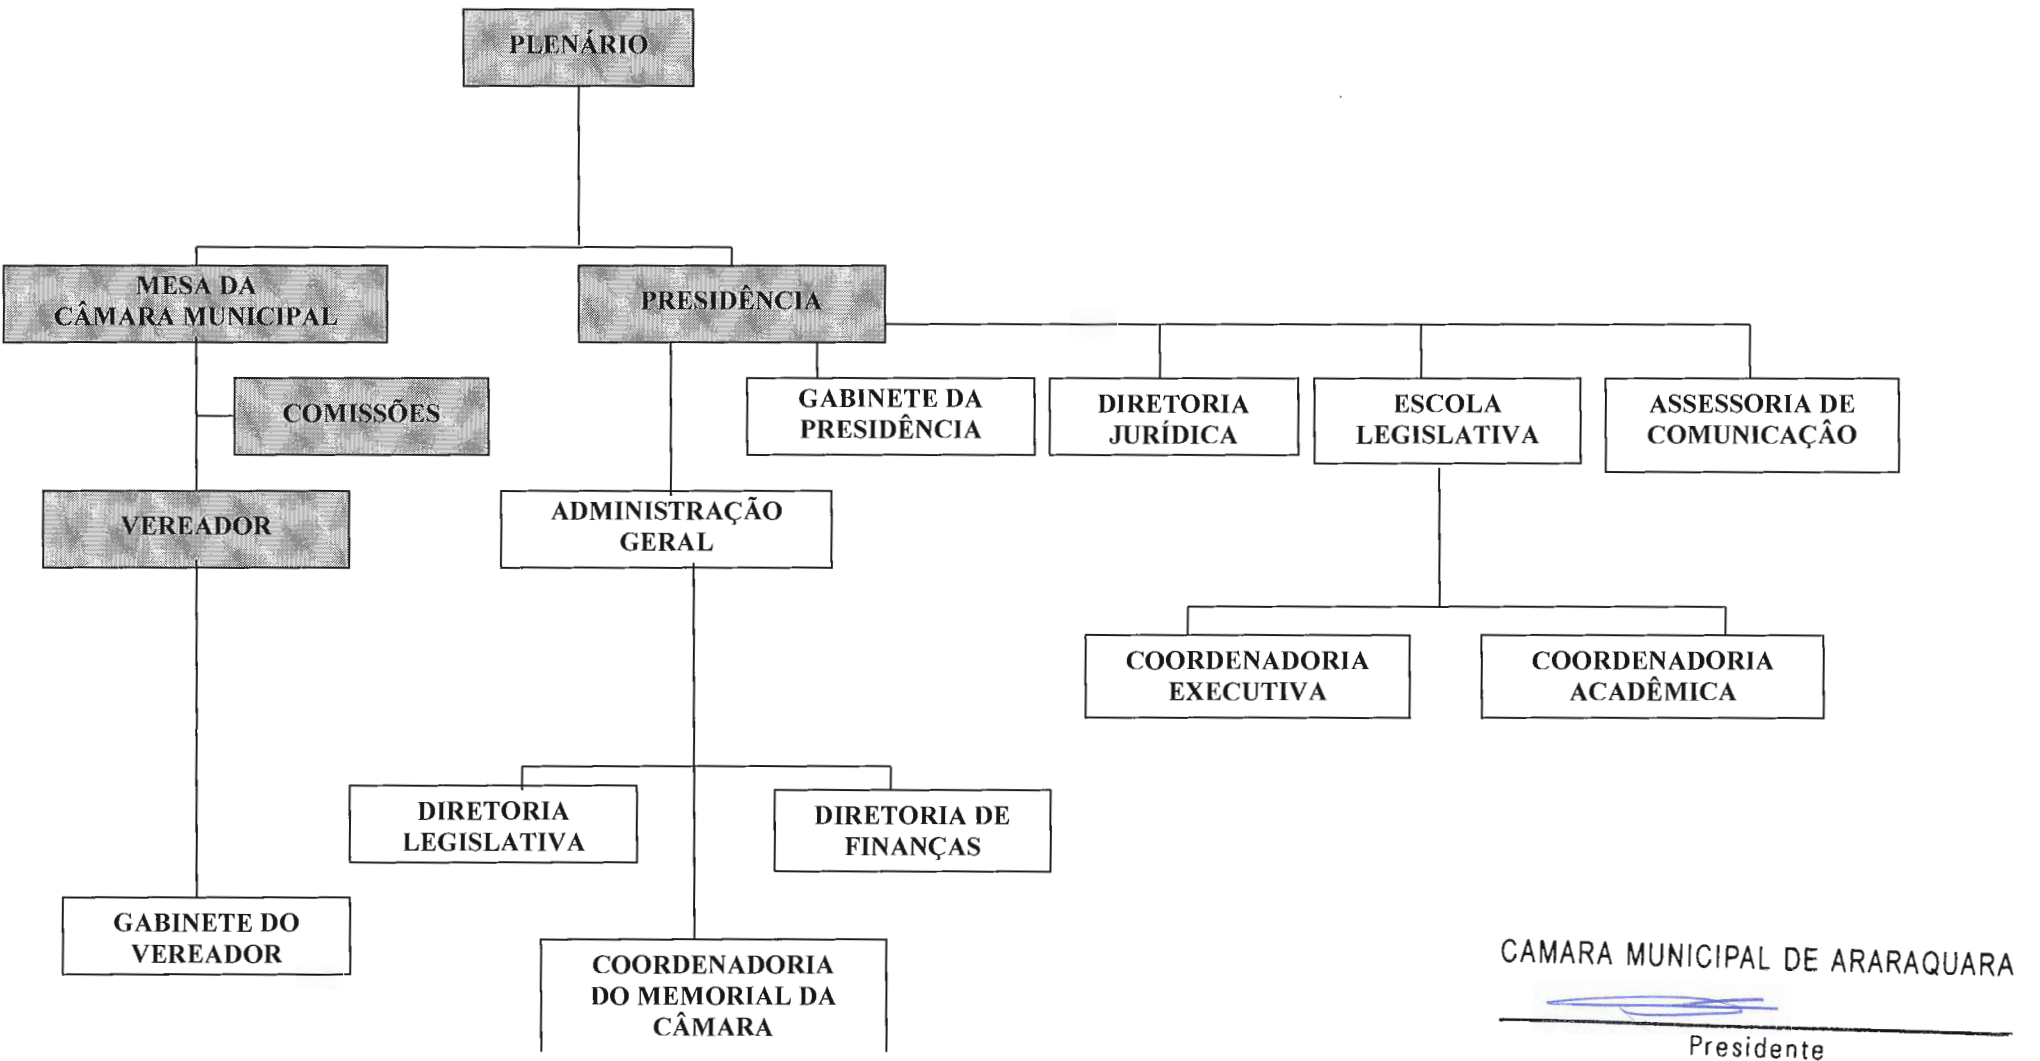 PLENÁRIO
MESA DA
CÂMARA MUNICIPAL
PRESIDÊNCIA
COMISSÕES
GABINETE DA
PRESIDÊNCIA
DIRETORIA
JURÍDICA
ESCOLA
LEGISLATIVA
ASSESSORIA DE
COMUNICAÇÂO
VEREADOR
ADMINISTRAÇÃO
GERAL
COORDENADORIA
EXECUTIVA
COORDENADORIA
ACADÊMICA
DIRETORIA
LEGISLATIVA
DIRETORIA DE
FINANÇAS
GABINETE DO
VEREADOR
COORDENADORIA
DO MEMORIAL DA
CÂMARA
CAMARA MUNICIPAL DE ARARAQUARA
Presidente